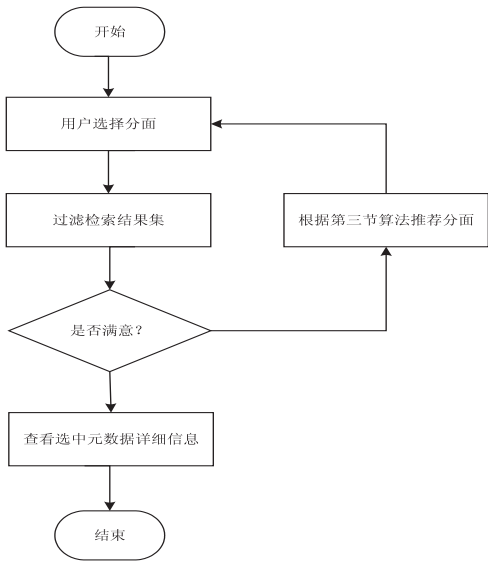 开始
用户选择分面
过滤检索结果集
根据第三节算法推荐分面
是否满意？
查看选中元数据详细信息
结束